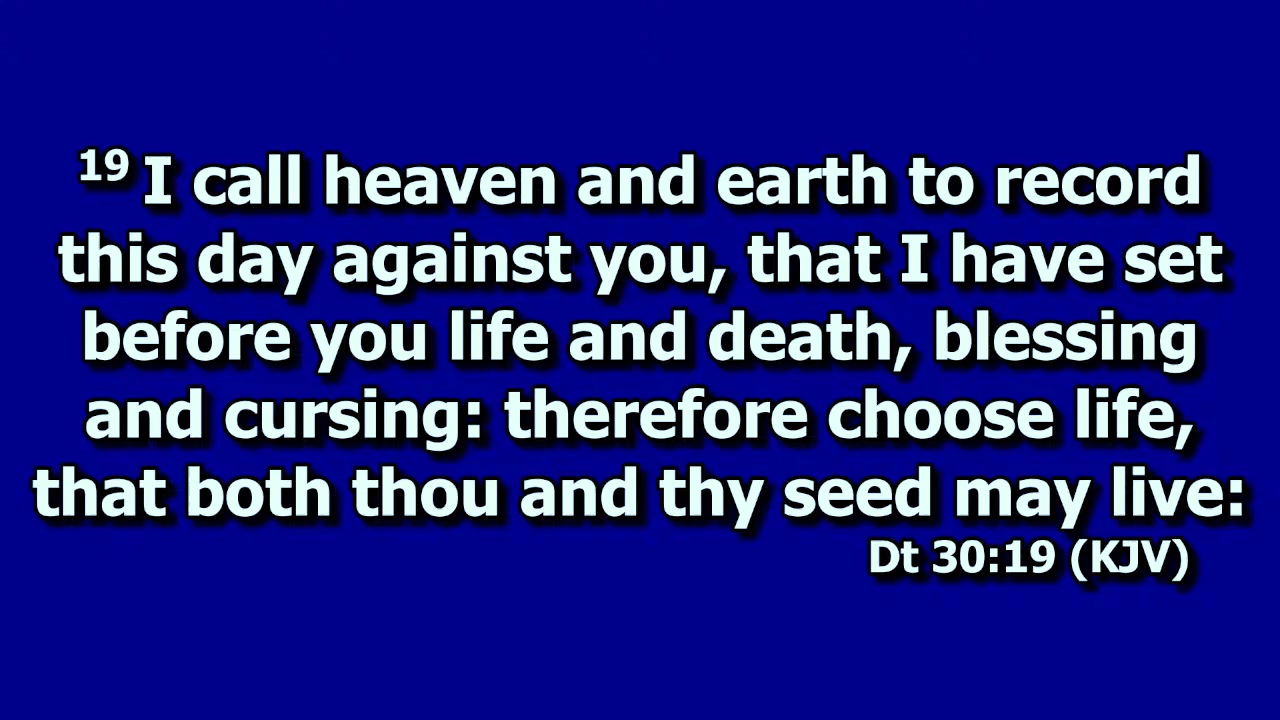 19 I call heaven and earth to record
this day against you, that I have set
before you life and death, blessing
and cursing: therefore choose life,
that both thou and thy seed may live:
Dt 30:19 (KJV)